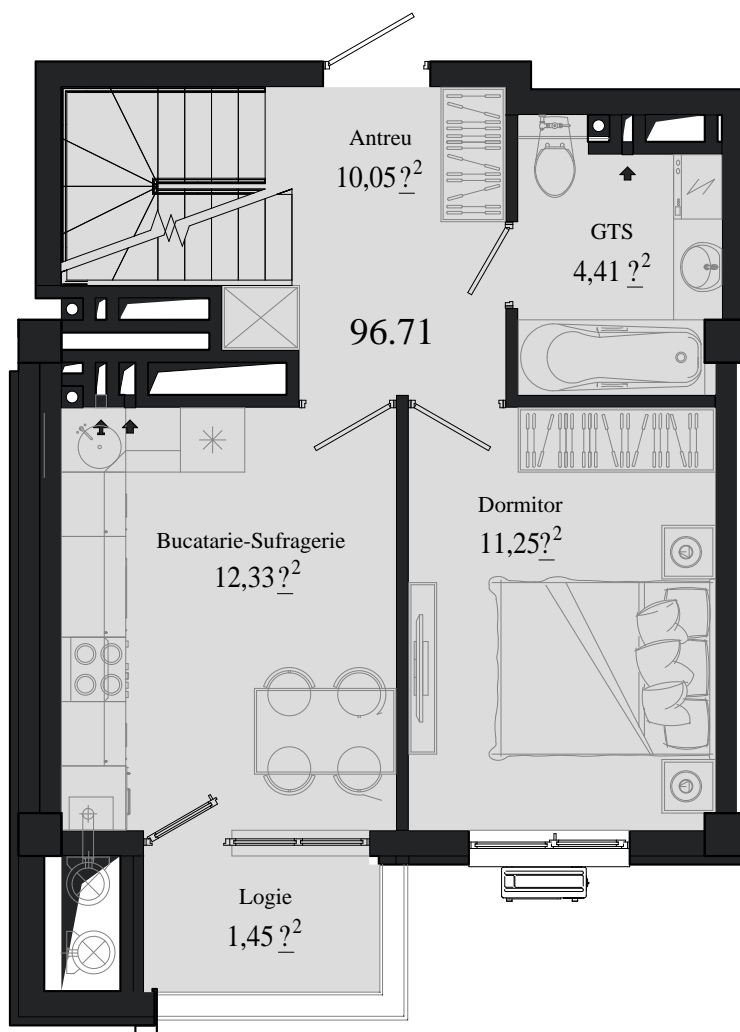 Antreu
10,05?²
GTS
4,41 ?²
96.71
Dormitor
11,25?²
Bucatarie-Sufragerie
12,33?²
Logie
1,45 ?²